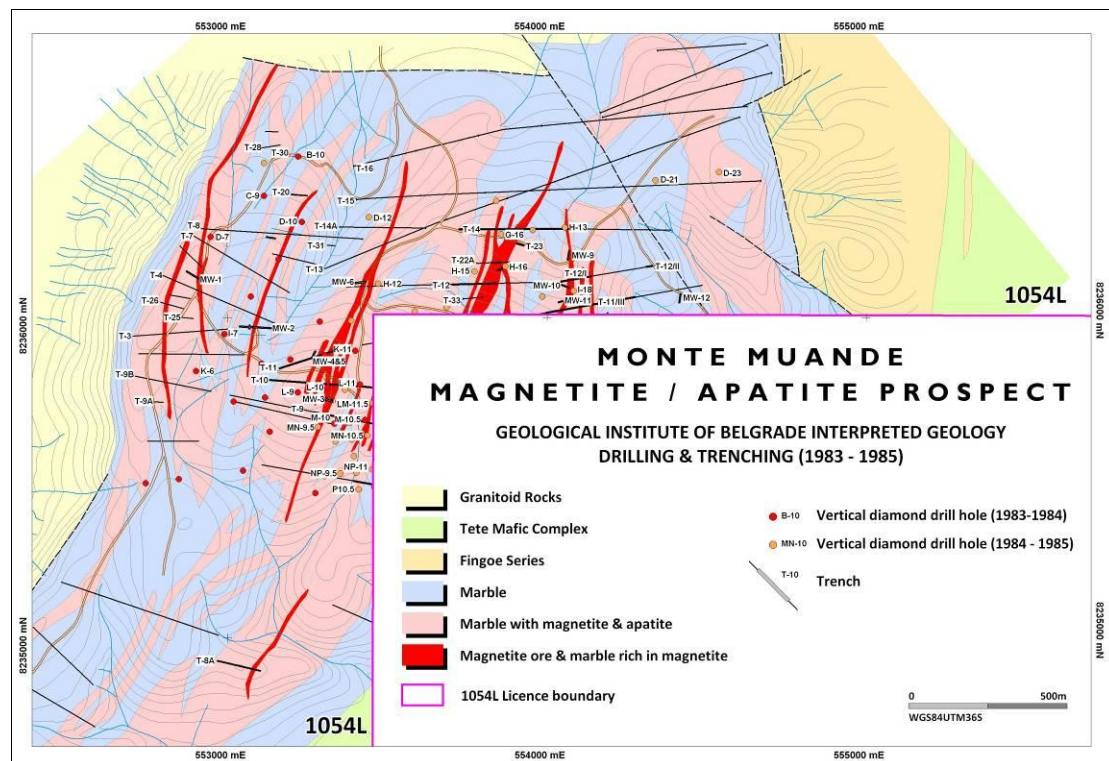 553000 mE
554000 mE
555000 mE
T-28
T-30
B-10
T-16
D-21
D-23
C-9
T-20
T-15
D-10
T-14A
D-12
T-8
T-7
D-7
T-31
T-14
G-16
H-13
T-23
T-13
T-22A
MW-9
T-4
MW-1
H-15
H-16
T-12/I
T-12/II
MW-6
H-12
T-12
MW-10
I-18
T-26
T-33
MW-11
T-11/III
MW-12
1054L
T-25
8236000 mN
8236000 mN
T-3
I-7
MW-2
K-11
MW-4&5
T-11
T-9B
K-6
T-10
L-10
L-11
L-9
MW-3
LM-11.5
T-9A
T-9
M-10
M-10.5
MN-9.5
MN-10.5
NP-9.5
NP-11
P10.5
MONTE MUANDE
MAGNETITE / APATITE PROSPECT
GEOLOGICAL INSTITUTE OF BELGRADE INTERPRETED GEOLOGY
DRILLING & TRENCHING (1983 - 1985)
Granitoid Rocks
Tete Mafic Complex
Fingoe Series
Marble
Marble with magnetite & apatite
Magnetite ore & marble rich in magnetite
1054L Licence boundary
B-10 Vertical diamond drill hole (1983-1984)
MN-10 Vertical diamond drill hole (1984 - 1985)
T-10 Trench
8235000 mN
8235000 mN
T-8A
1054L
0 500m
WGS84UTM36S
553000 mE
554000 mE
555000 mE